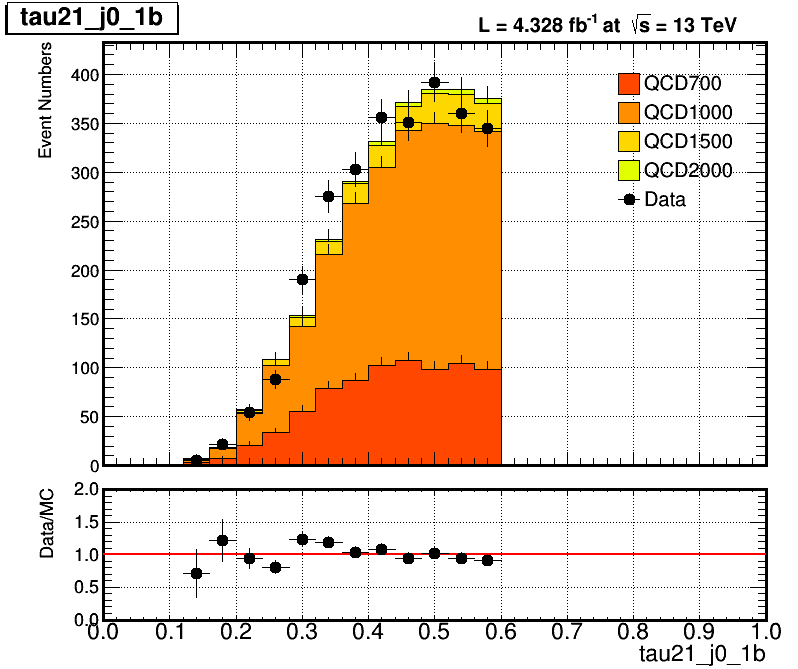 tau21_j0_1b
L = 4.328 fb-1 at √s = 13 TeV
Event Numbers
400
350
300
250
200
150
100
50
0
QCD700
QCD1000
QCD1500
QCD2000
Data
Data/MC
2.0
1.5
1.0
0.5
0.0
0.0 0.1 0.2 0.3 0.4 0.5 0.6 0.7 0.8 0.9 1.0
tau21_j0_1b